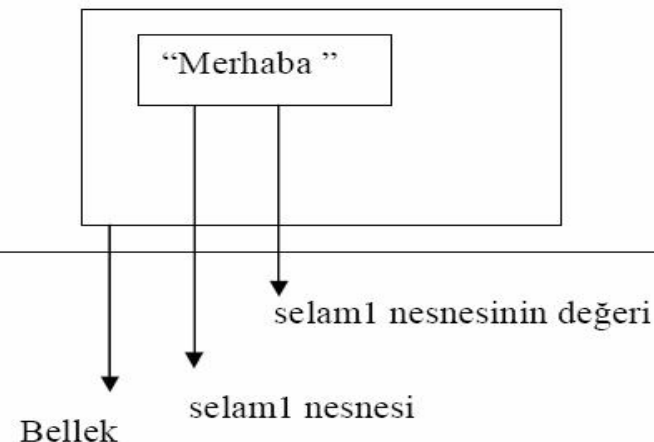 “Merhaba ”
selam1 nesnesinin değeri
selam1 nesnesi
Bellek